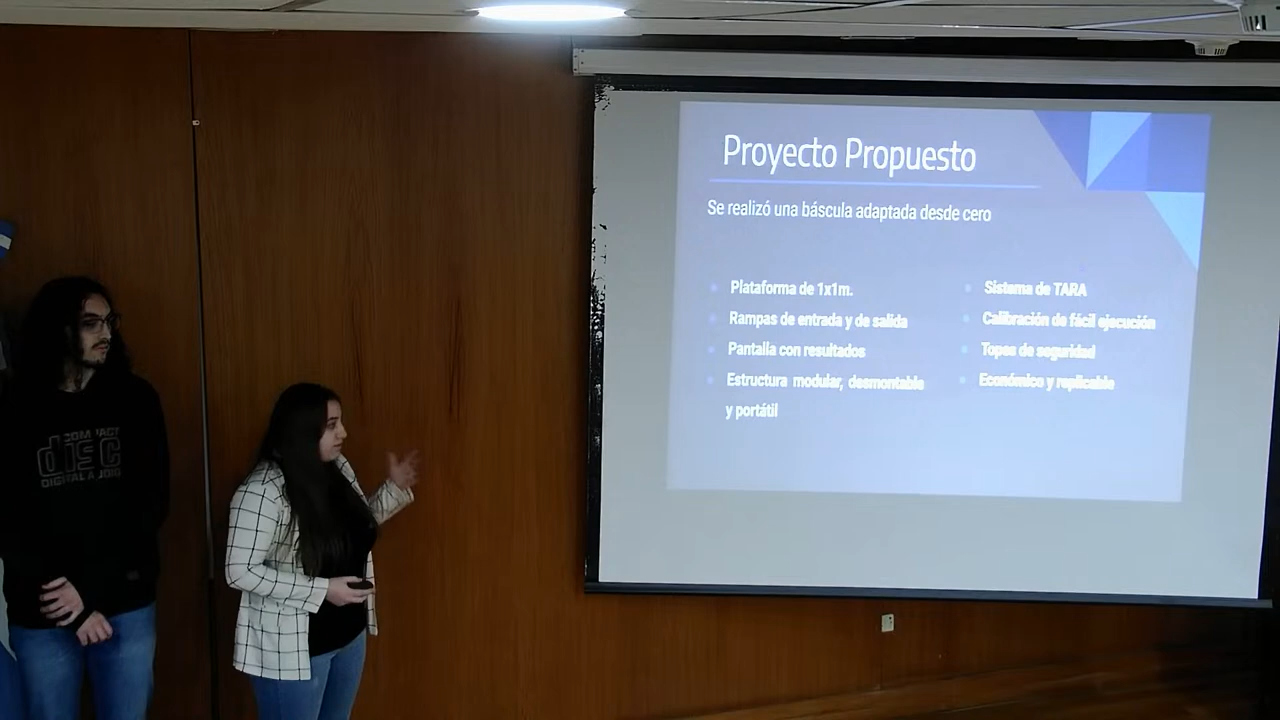 Proyecto Propuesto
Se realizó una báscula adaptada desde cero
Plataforma de 1x1m.
Rampas de entrada y de salida
Pantalla con resultados
Estructura modular, desmontable
y portátil
Sistema de TARA
Calibración de fácil ejecución
Topes de seguridad
Económico y replicable
COMPACT
disc
DIGITAL AUDIO